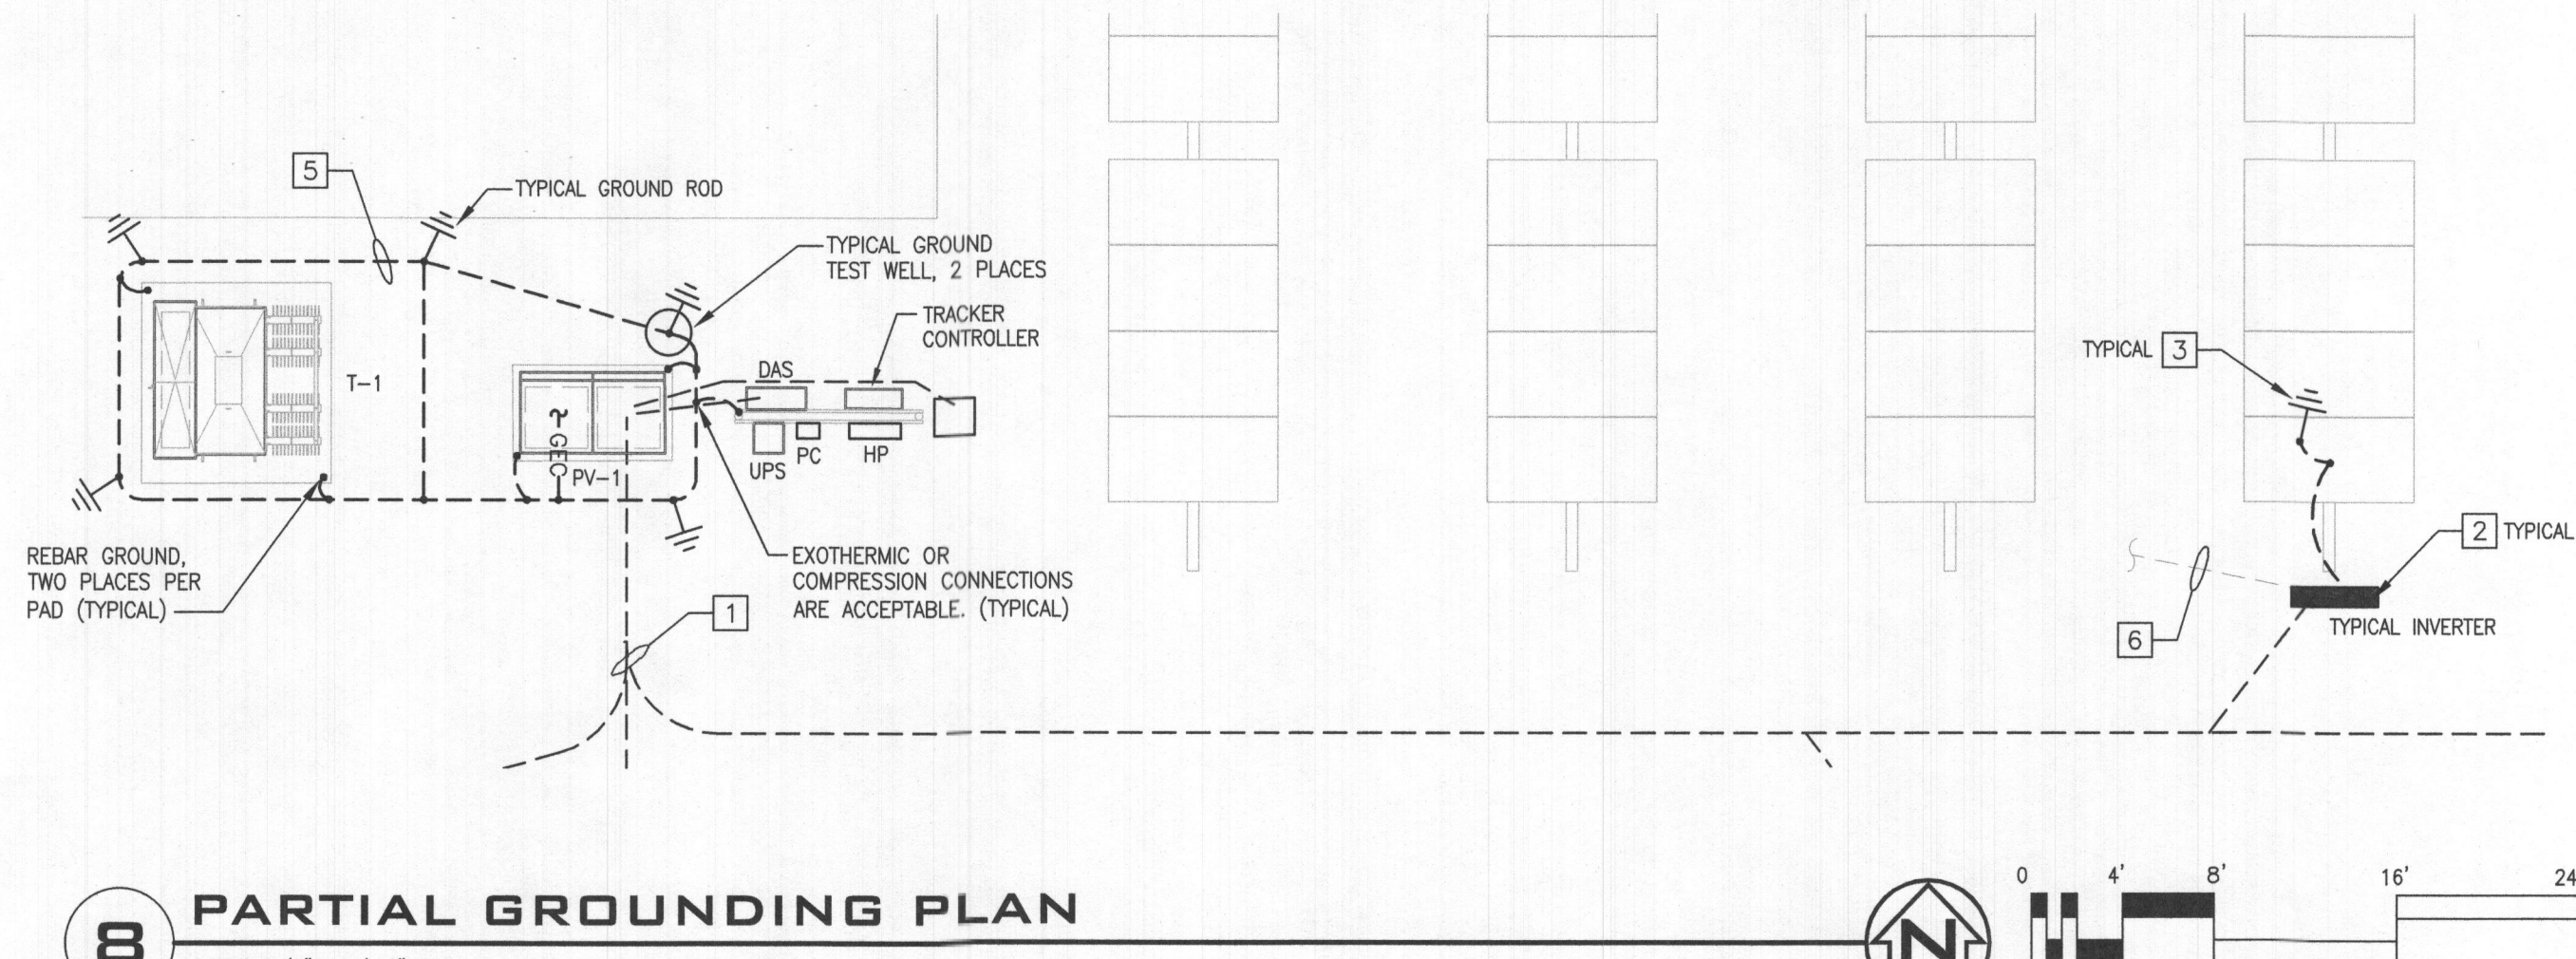 5
TYPICAL GROUND ROD
TYPICAL GROUND
TEST WELL, 2 PLACES
TRACKER
CONTROLLER
TYPICAL 3
DAS
T-1
GEC
PV-1
UPS
PC
HP
2 TYPICAL
REBAR GROUND,
TWO PLACES PER
PAD (TYPICAL)
EXOTHERMIC OR
COMPRESSION CONNECTIONS
ARE ACCEPTABLE. (TYPICAL)
1
6
TYPICAL INVERTER
8
PARTIAL GROUNDING PLAN
N
0 4' 8' 16' 24